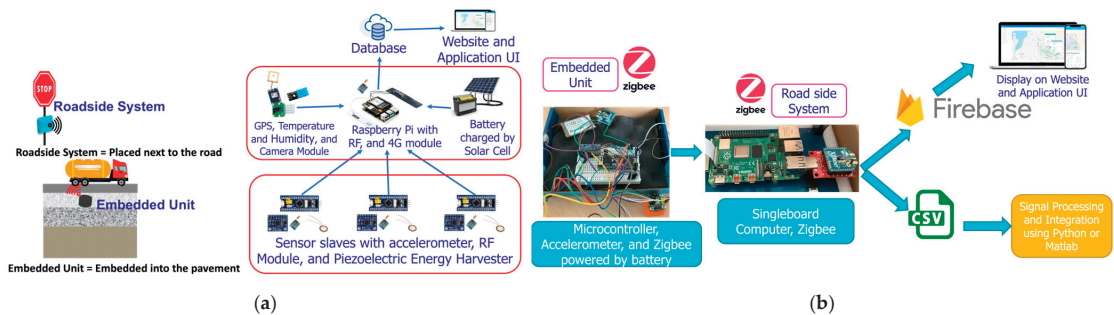 STOP
Roadside System
Roadside System = Placed next to the road
Embedded Unit
Embedded Unit = Embedded into the pavement
Database
Website and
Application UI
GPS, Temperature
and Humidity, and
Camera Module
Raspberry Pi with
RF, and 4G module
Battery
charged by
Solar Cell
Sensor slaves with accelerometer, RF
Module, and Piezoelectric Energy Harvester
(a)
Embedded
Unit
zigbee
Microcontroller,
Accelerometer, and Zigbee
powered by battery
zigbee
Road side
System
Singleboard
Computer, Zigbee
Firebase
Display on Website
and Application UI
CSV
Signal Processing
and Integration
using Python or
Matlab
(b)